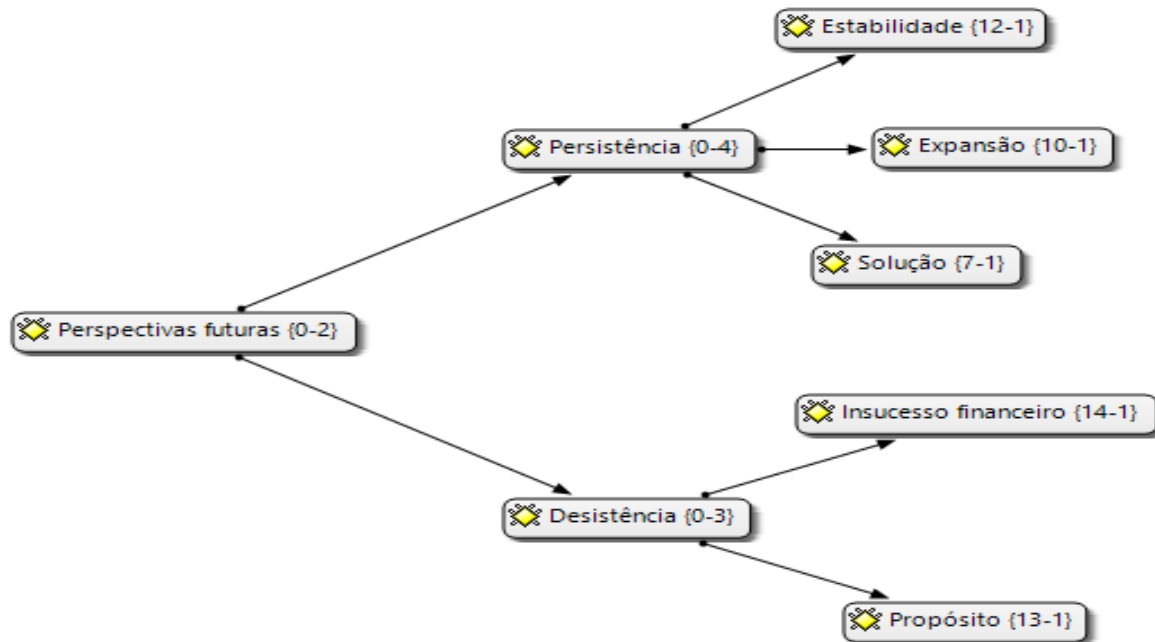 Estabilidade {12-1}
Persistência {0-4}
Expansão {10-1}
Solução {7-1}
Perspectivas futuras {0-2}
Insucesso financeiro {14-1}
Desistência {0-3}
Propósito {13-1}